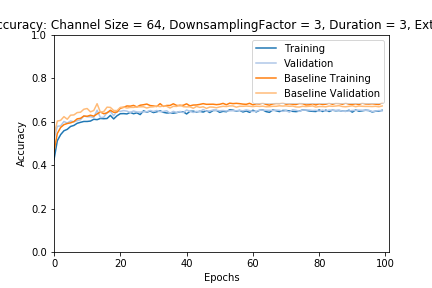 ccuracy: Channel Size = 64, DownsamplingFactor = 3, Duration = 3, Ext
1.0
0.8
0.6
0.4
0.2
0.0
Accuracy
Training
Validation
Baseline Training
Baseline Validation
0 20 40 60 80 100
Epochs